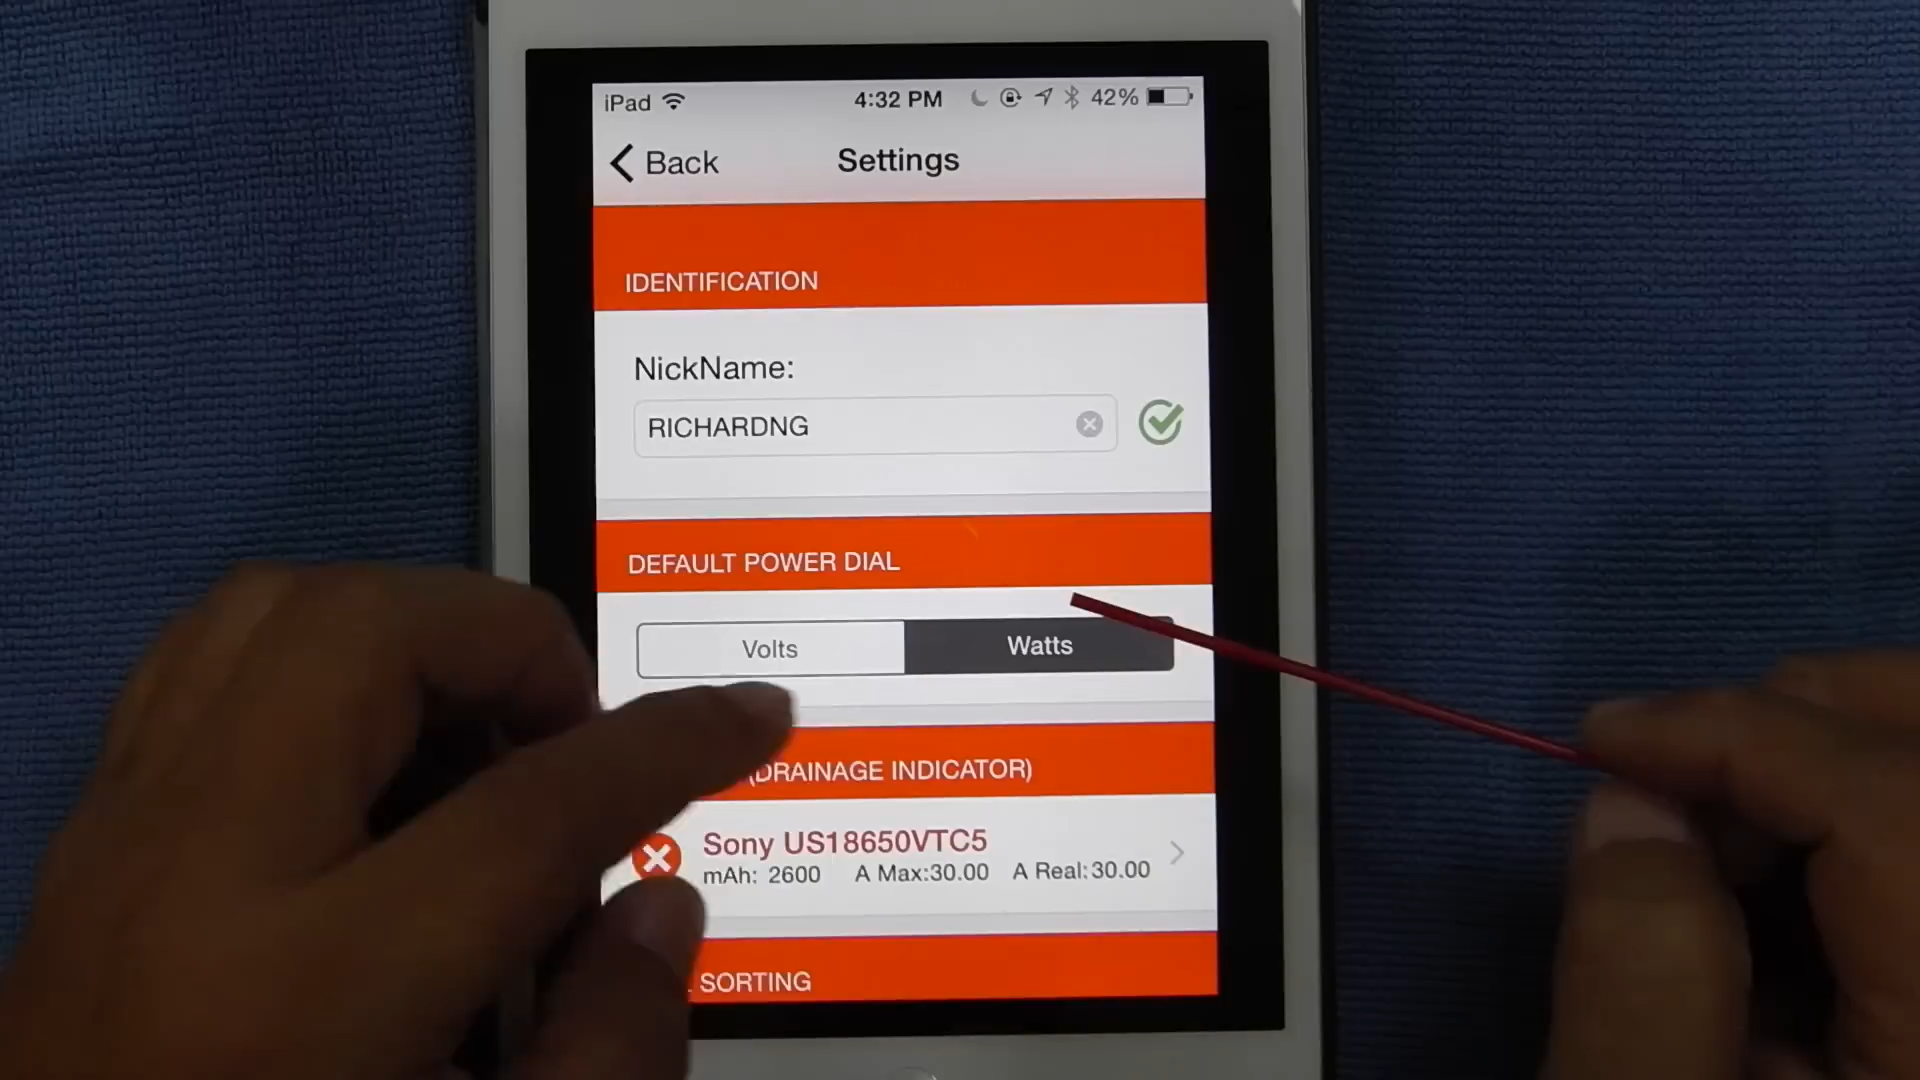 iPad 4:32 PM 42%
Back Settings
IDENTIFICATION
NickName:
RICHARDNG
DEFAULT POWER DIAL
Volts Watts
(DRAINAGE INDICATOR)
Sony US18650VTC5
mAh: 2600 A Max:30.00 A Real:30.00
SORTING